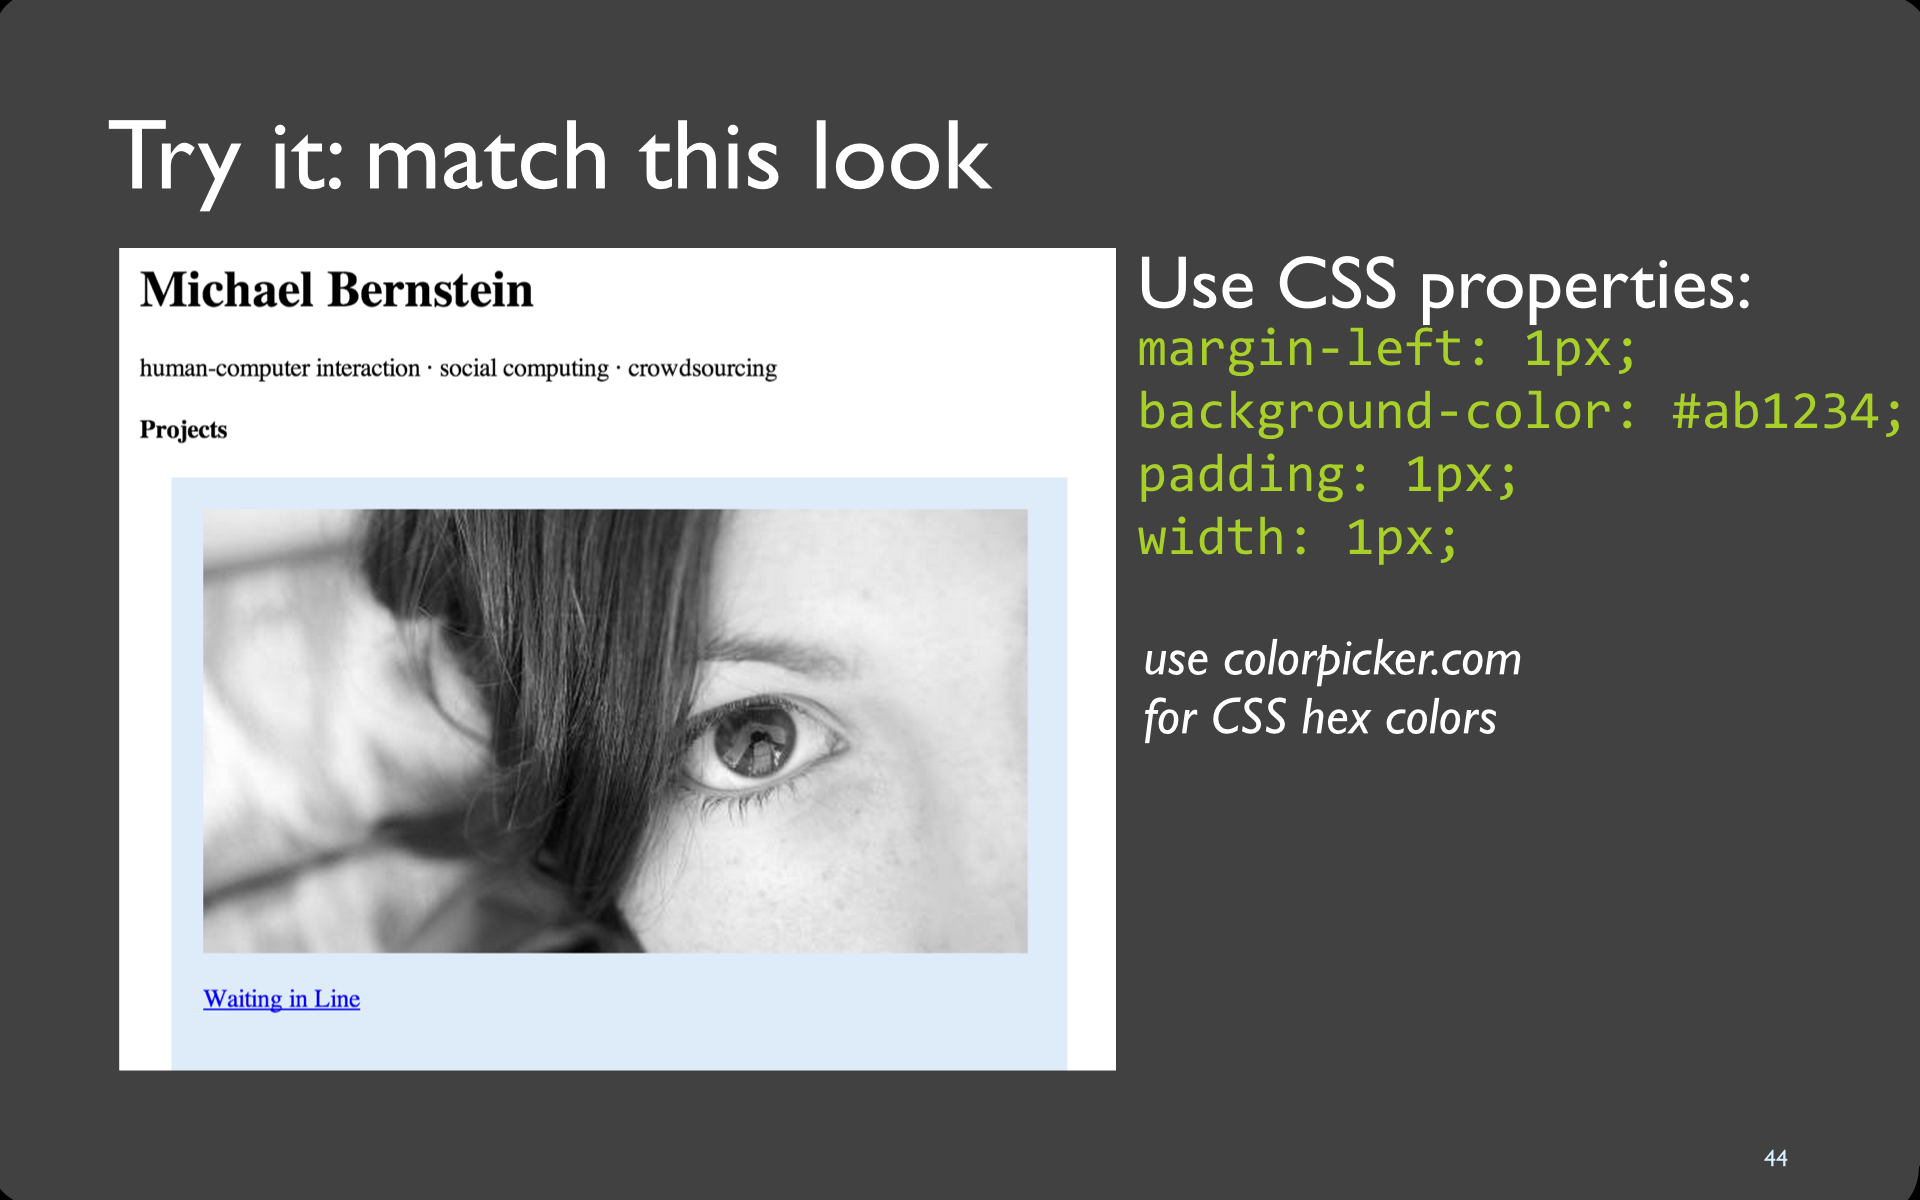 Try it: match this look
Michael Bernstein
human-computer interaction · social computing · crowdsourcing
Projects
Waiting in Line
Use CSS properties:
margin-left: 1px;
background-color: #ab1234;
padding: 1px;
width: 1px;
use colorpicker.com
for CSS hex colors
44